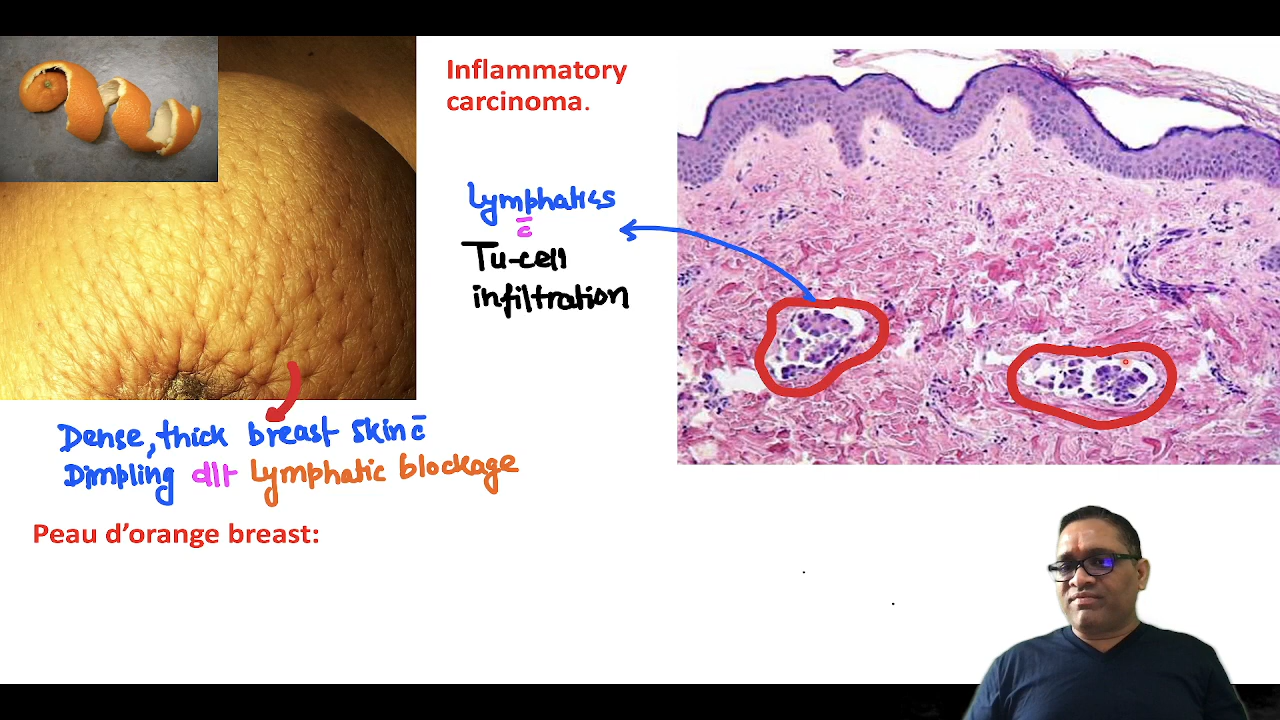 Inflammatory
carcinoma.
Lymphatics
c̄
Tu-cell
infiltration
Dense, thick breast skin c̄
Dimpling d/t Lymphatic blockage
Peau d’orange breast: